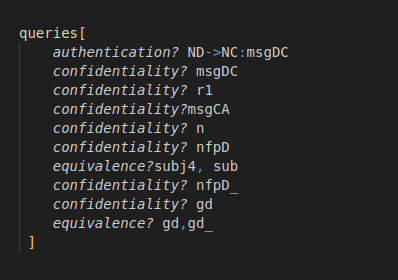 queries[
authentication? ND->NC:msgDC
confidentiality? msgDC
confidentiality? r1
confidentiality?msgCA
confidentiality? n
confidentiality? nfpD
equivalence?subj4, sub
confidentiality? nfpD_
confidentiality? gd
equivalence? gd,gd_
]